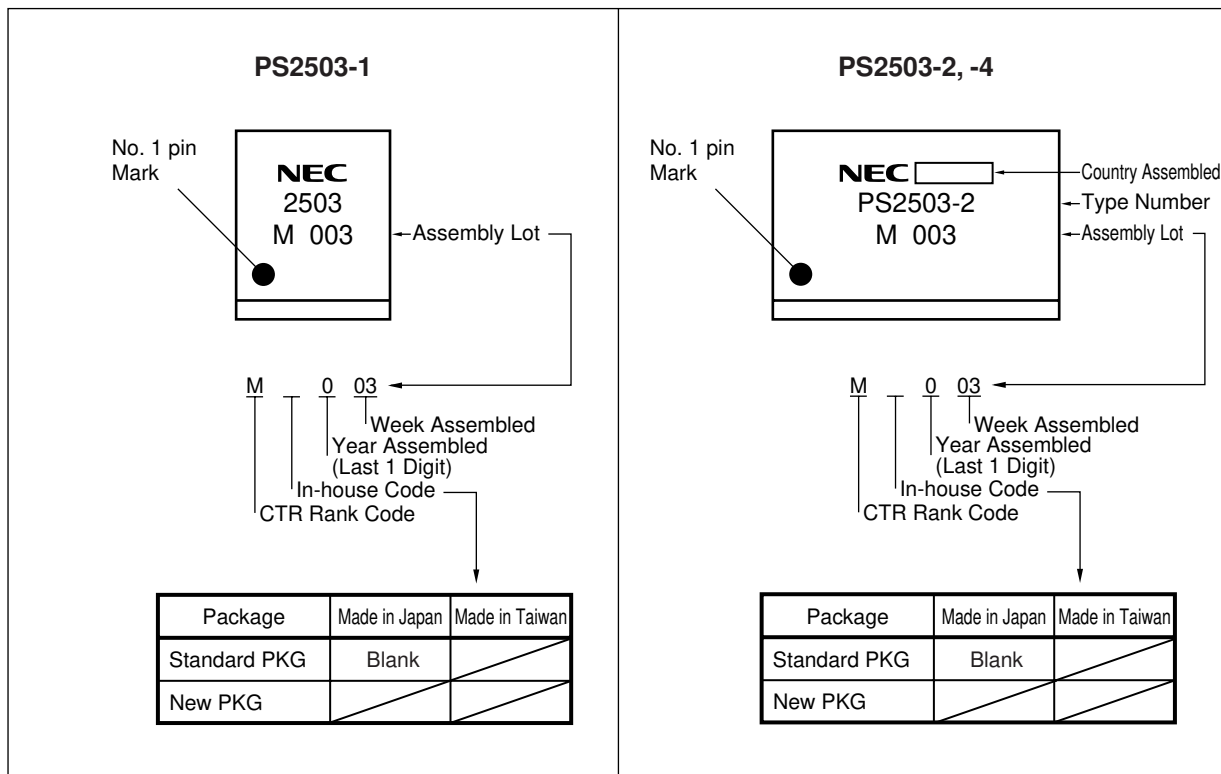 PS2503-1
No. 1 pin
Mark
NEC
2503
M 003
Assembly Lot
M 0 03
Week Assembled
Year Assembled
(Last 1 Digit)
In-house Code
CTR Rank Code
Package Made in Japan Made in Taiwan
Standard PKG Blank
New PKG
PS2503-2, -4
No. 1 pin
Mark
NEC
Country Assembled
PS2503-2
Type Number
M 003
Assembly Lot
M 0 03
Week Assembled
Year Assembled
(Last 1 Digit)
In-house Code
CTR Rank Code
Package Made in Japan Made in Taiwan
Standard PKG Blank
New PKG